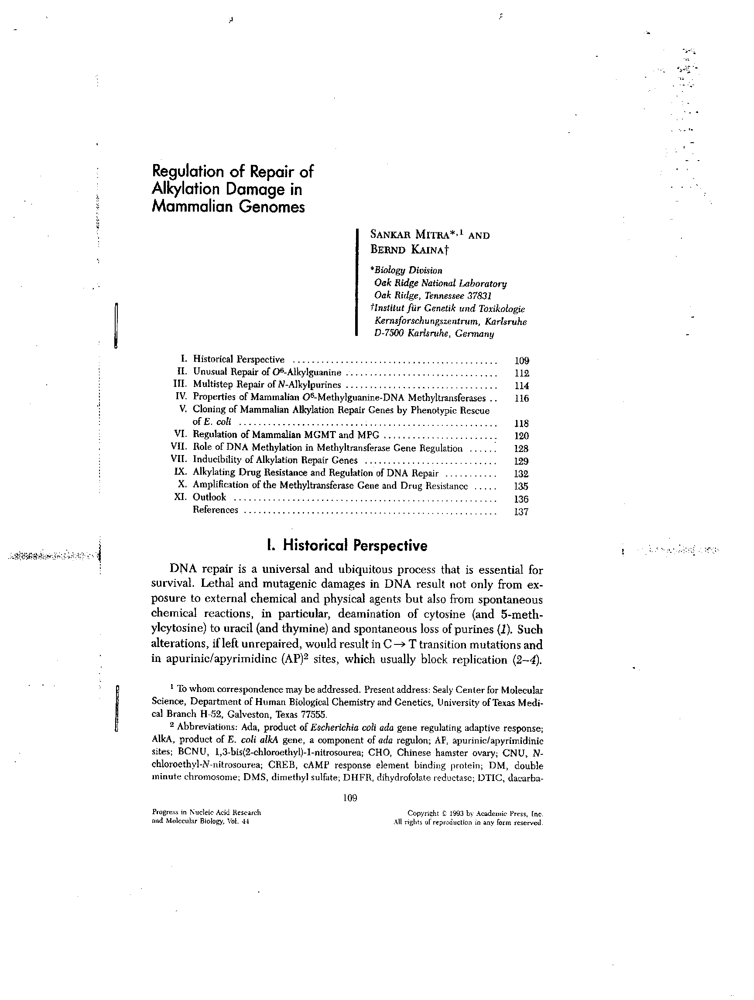 Regulation of Repair of
Alkylation Damage in
Mammalian Genomes
SANKAR MITRA*,1 AND
BERND KAINA†
*Biology Division
Oak Ridge National Laboratory
Oak Ridge, Tennessee 37831
†Institut für Genetik und Toxikologie
Kernsforschungszentrum, Karlsruhe
D-7500 Karlsruhe, Germany
I. Historical Perspective .......................................... 109
II. Unusual Repair of O6-Alkylguanine ............................... 112
III. Multistep Repair of N-Alkylpurines ............................... 114
IV. Properties of Mammalian O6-Methylguanine-DNA Methyltransferases .. 116
V. Cloning of Mammalian Alkylation Repair Genes by Phenotypic Rescue
of E. coli ..................................................... 118
VI. Regulation of Mammalian MGMT and MPG ....................... 120
VII. Role of DNA Methylation in Methyltransferase Gene Regulation ...... 128
VII. Inducibility of Alkylation Repair Genes ........................... 129
IX. Alkylating Drug Resistance and Regulation of DNA Repair ........... 132
X. Amplification of the Methyltransferase Gene and Drug Resistance ..... 135
XI. Outlook ...................................................... 136
References .................................................... 137
I. Historical Perspective
DNA repair is a universal and ubiquitous process that is essential for
survival. Lethal and mutagenic damages in DNA result not only from ex-
posure to external chemical and physical agents but also from spontaneous
chemical reactions, in particular, deamination of cytosine (and 5-meth-
ylcytosine) to uracil (and thymine) and spontaneous loss of purines (1). Such
alterations, if left unrepaired, would result in C → T transition mutations and
in apurinic/apyrimidinc (AP)2 sites, which usually block replication (2–4).
1 To whom correspondence may be addressed. Present address: Sealy Center for Molecular
Science, Department of Human Biological Chemistry and Genetics, University of Texas Medi-
cal Branch H-52, Galveston, Texas 77555.
2 Abbreviations: Ada, product of Escherichia coli ada gene regulating adaptive response;
AlkA, product of E. coli alkA gene, a component of ada regulon; AP, apurinic/apyrimidinic
sites; BCNU, 1,3-bis(2-chloroethyl)-1-nitrosourea; CHO, Chinese hamster ovary; CNU, N-
chloroethyl-N-nitrosourea; CREB, cAMP response element binding protein; DM, double
minute chromosome; DMS, dimethyl sulfate; DHFR, dihydrofolate reductase; DTIC, dacarba-
109
Progress in Nucleic Acid Research
and Molecular Biology, Vol. 44
Copyright © 1993 by Academic Press, Inc.
All rights of reproduction in any form reserved.